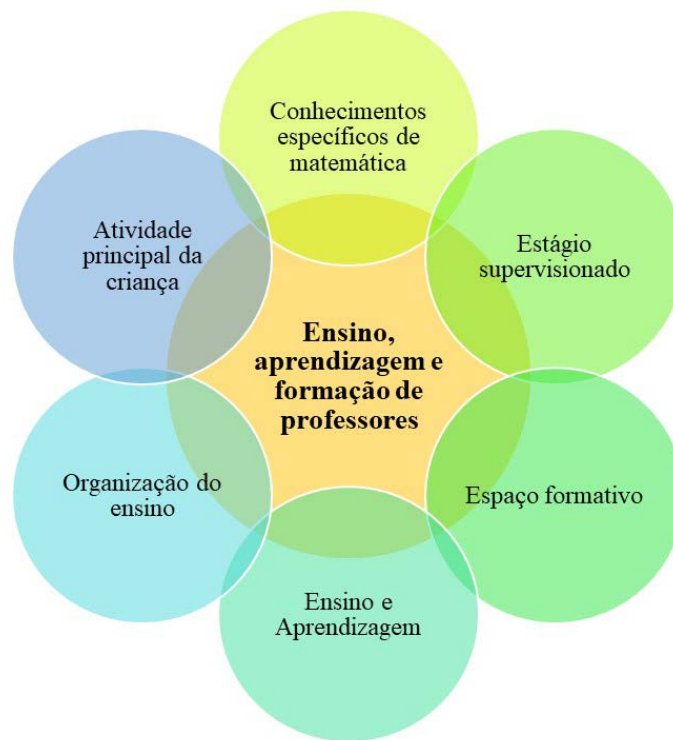 Conhecimentos
específicos de
matemática
Estágio
supervisionado
Espaço formativo
Ensino e
Aprendizagem
Organização do
ensino
Atividade
principal da
criança
Ensino,
aprendizagem e
formação de
professores